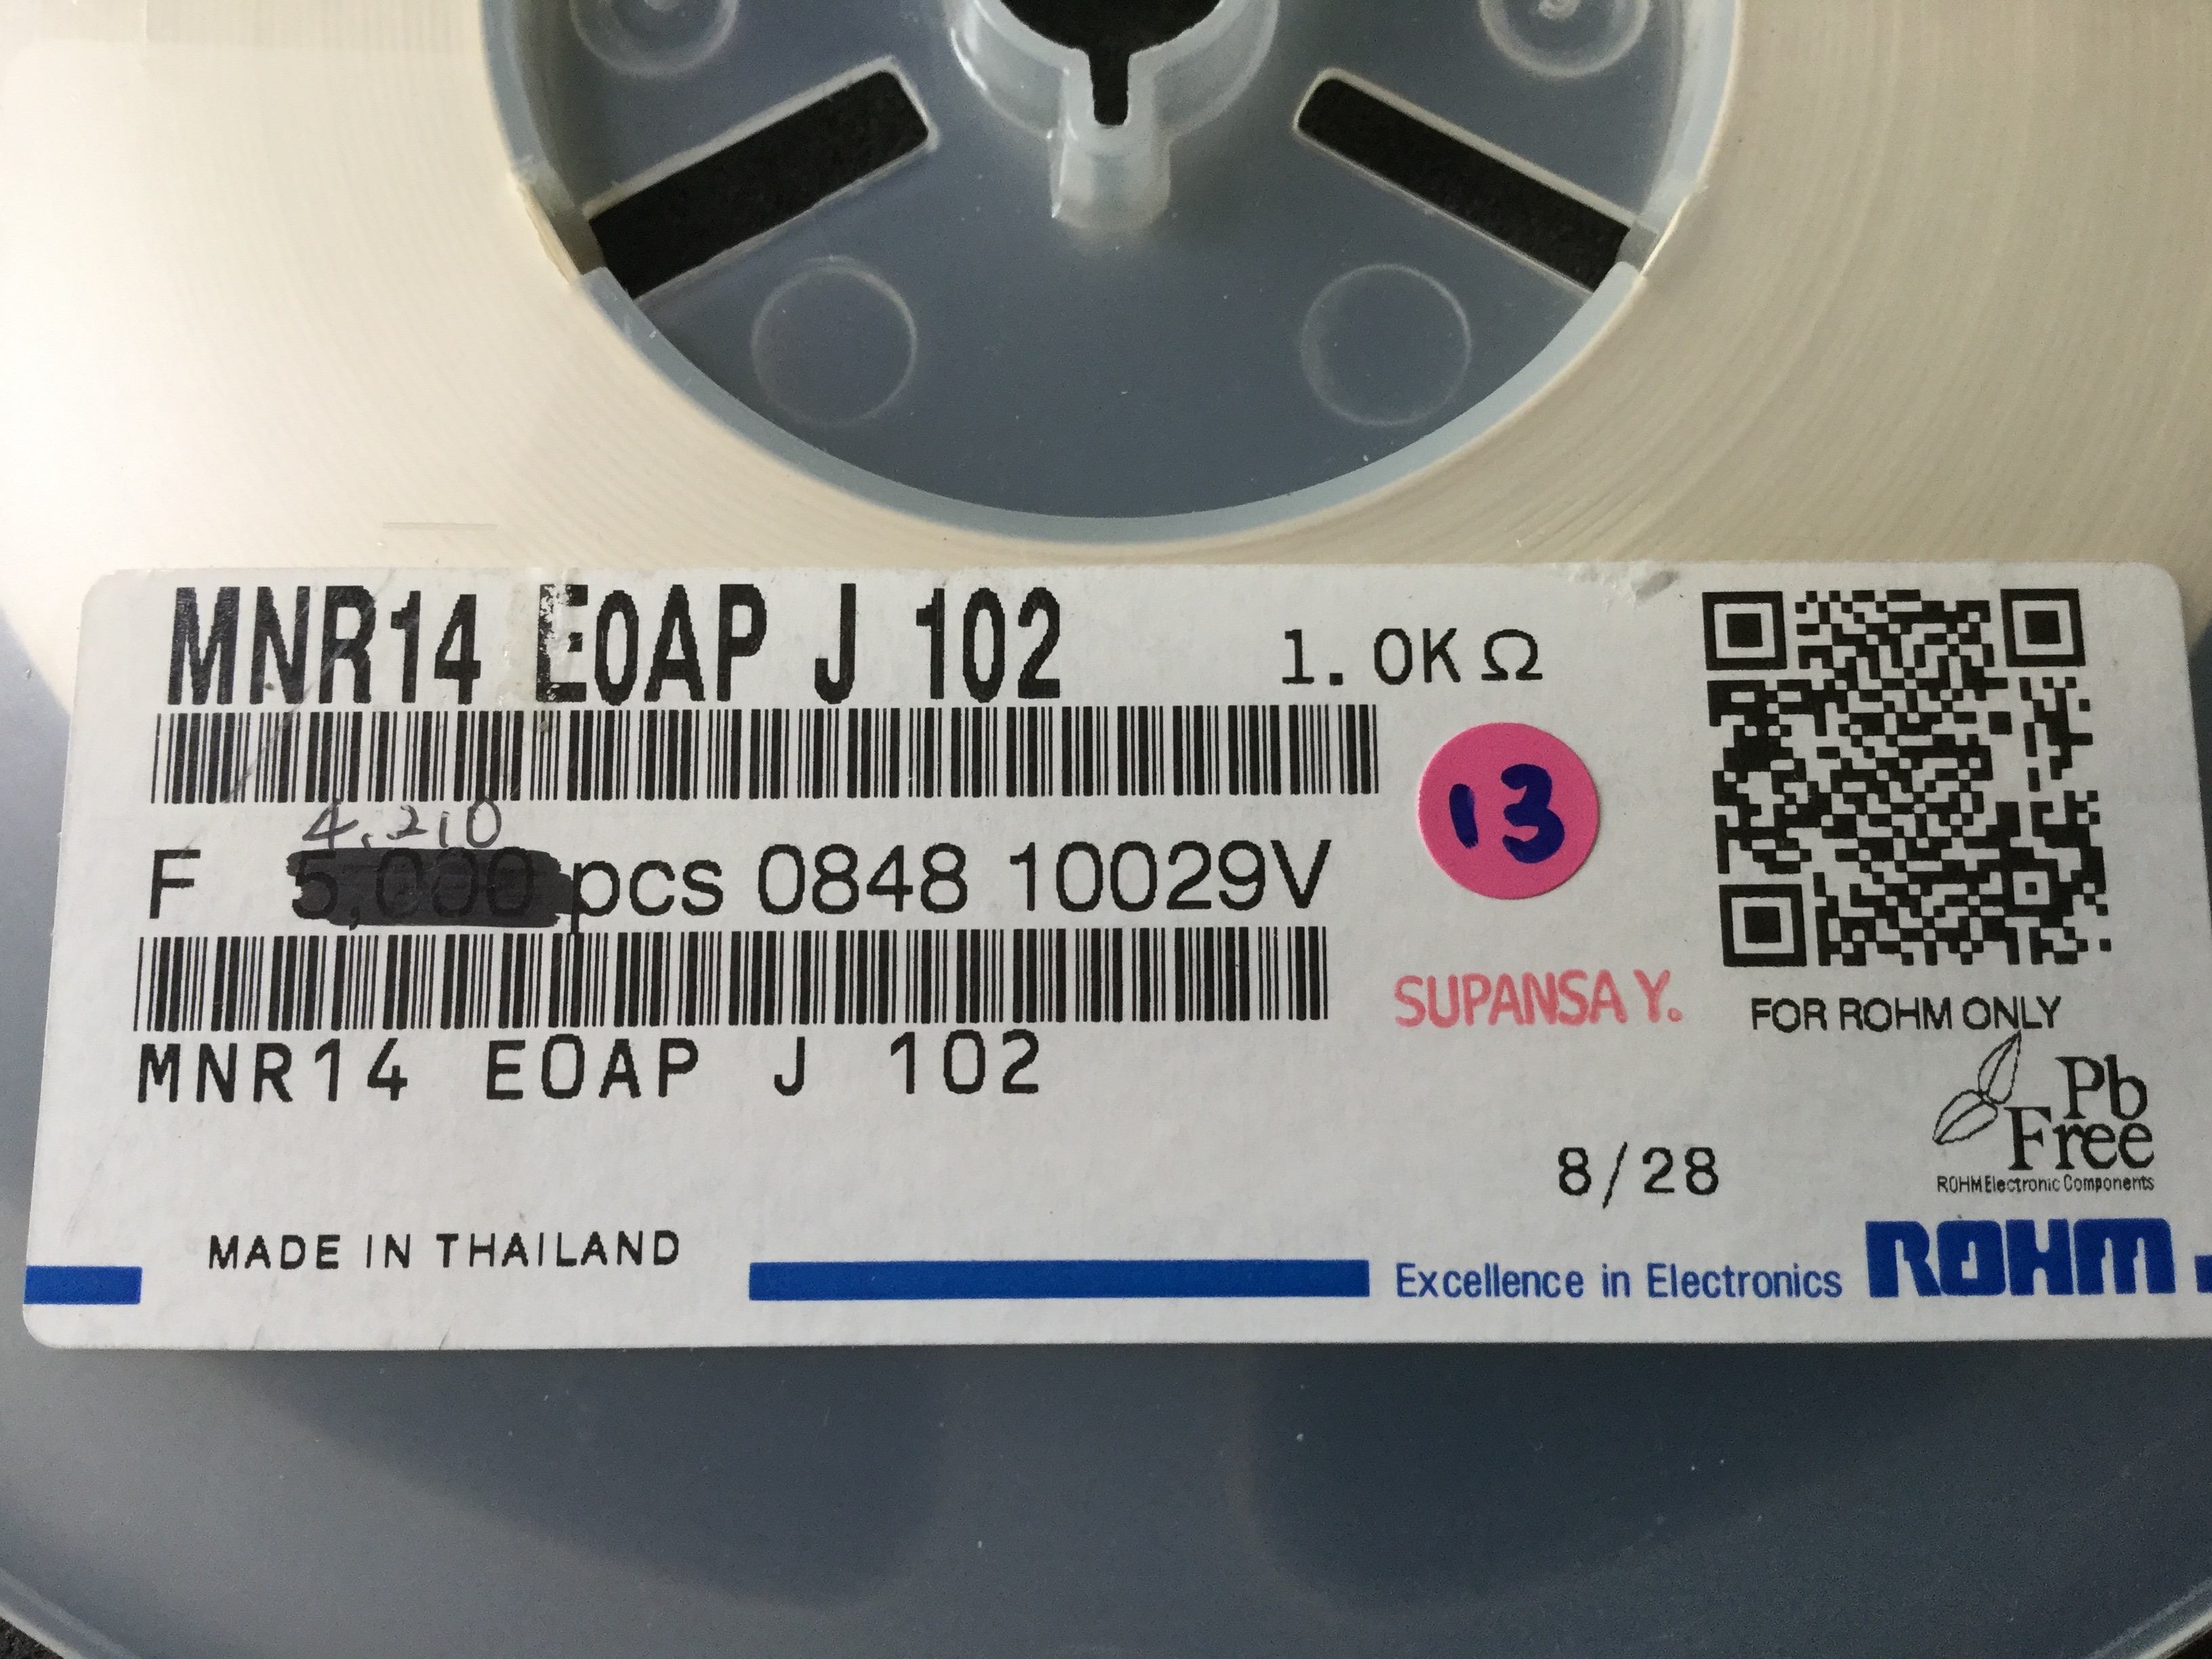 MNR14 E0AP J 102 1.0KΩ
13
4.210
F 5,000 pcs 0848 10029V
SUPANSA Y.
FOR ROHM ONLY
MNR14 E0AP J 102
Pb
Free
ROHM Electronic Components
8/28
MADE IN THAILAND
Excellence in Electronics ROHM